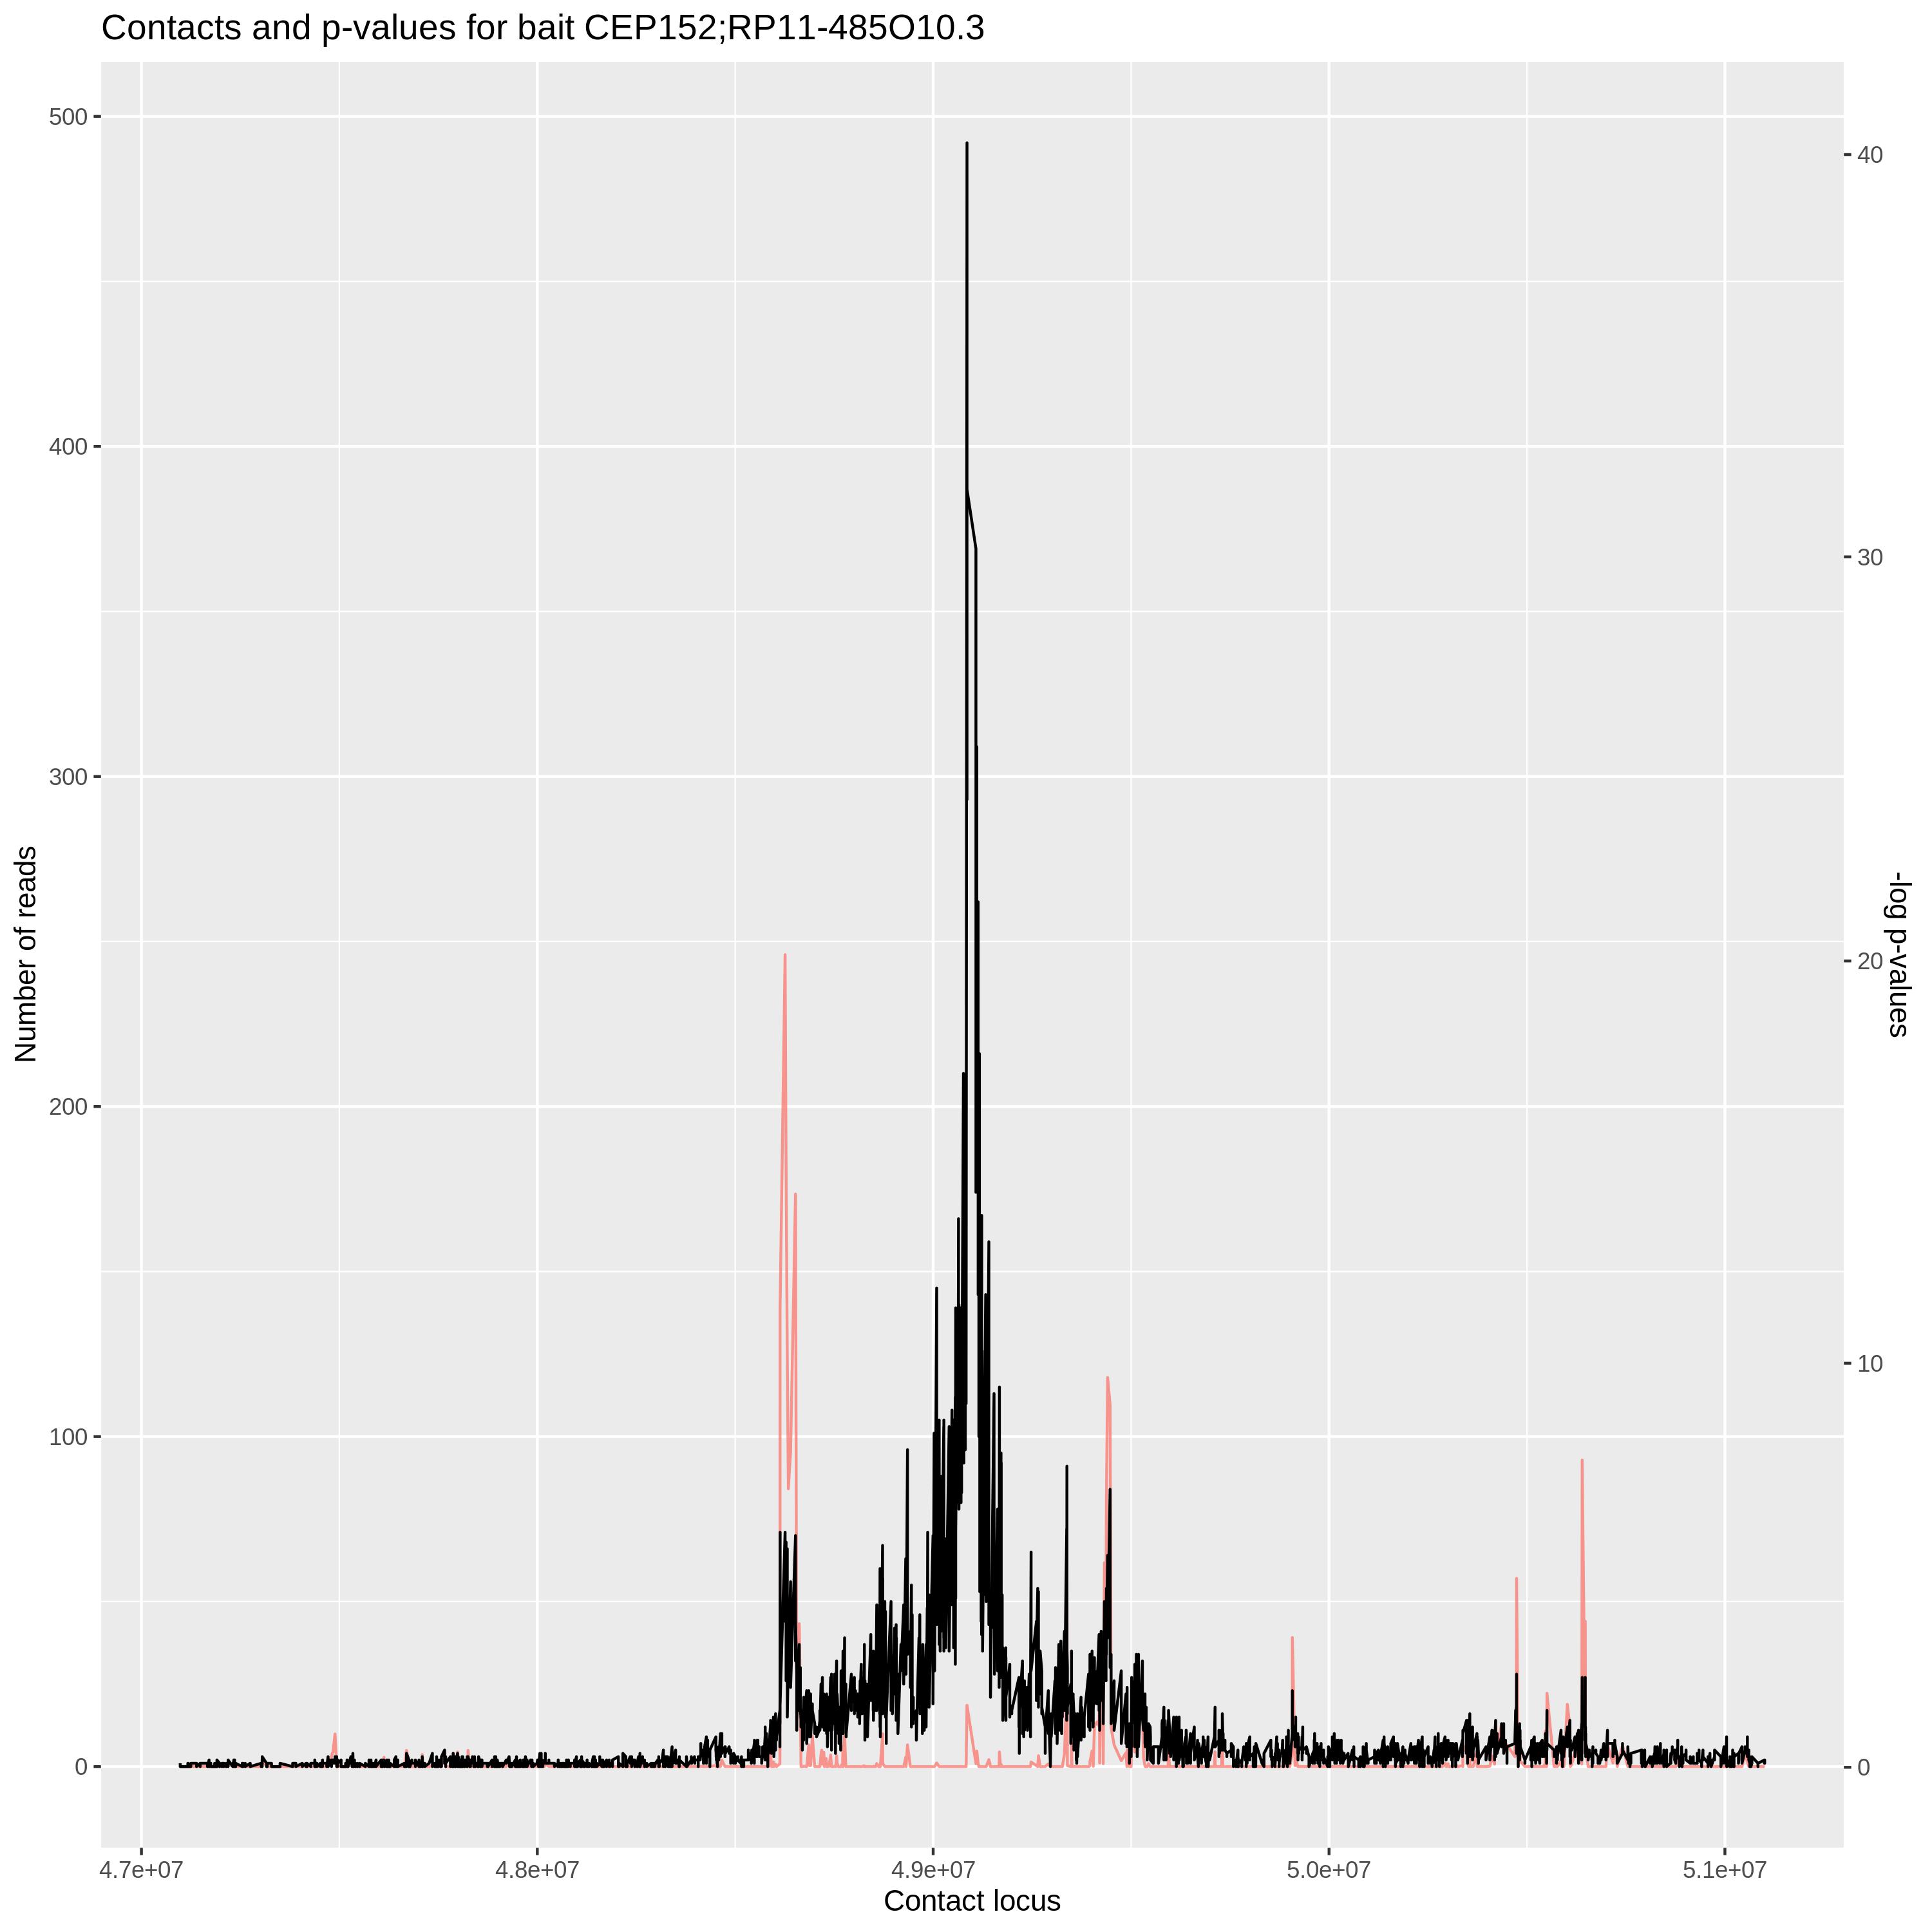 Contacts and p-values for bait CEP152;RP11-485O10.3
500
400
300
200
100
0
Number of reads
40
30
20
10
0
-log p-values
4.7e+07
4.8e+07
4.9e+07
5.0e+07
5.1e+07
Contact locus